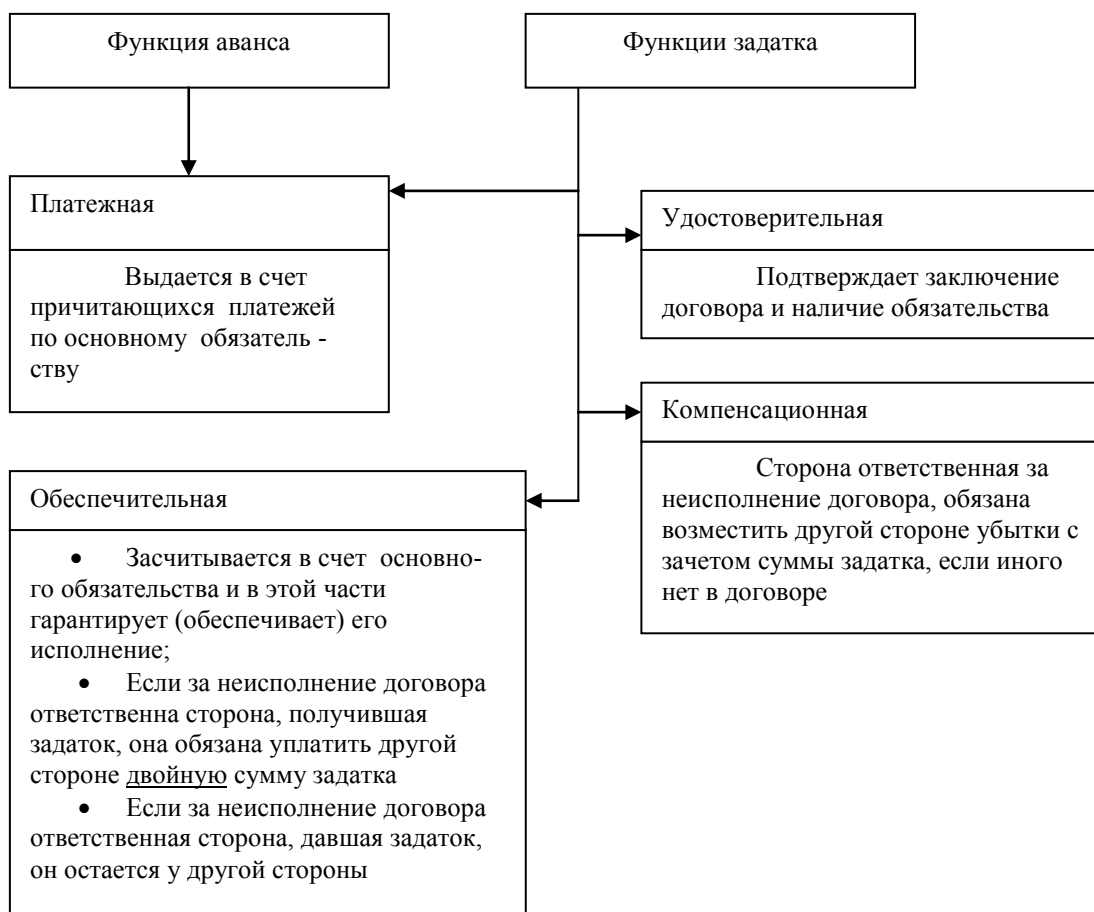 Функция аванса
Функции задатка
Платежная
Выдается в счет
причитающихся платежей
по основному обязатель -
ству
Удостоверительная
Подтверждает заключение
договора и наличие обязательства
Компенсационная
Сторона ответственная за
неисполнение договора, обязана
возместить другой стороне убытки с
зачетом суммы задатка, если иного
нет в договоре
Обеспечительная
• Засчитывается в счет основно-
го обязательства и в этой части
гарантирует (обеспечивает) его
исполнение;
• Если за неисполнение договора
ответственна сторона, получившая
задаток, она обязана уплатить другой
стороне двойную сумму задатка
• Если за неисполнение договора
ответственная сторона, давшая задаток,
он остается у другой стороны